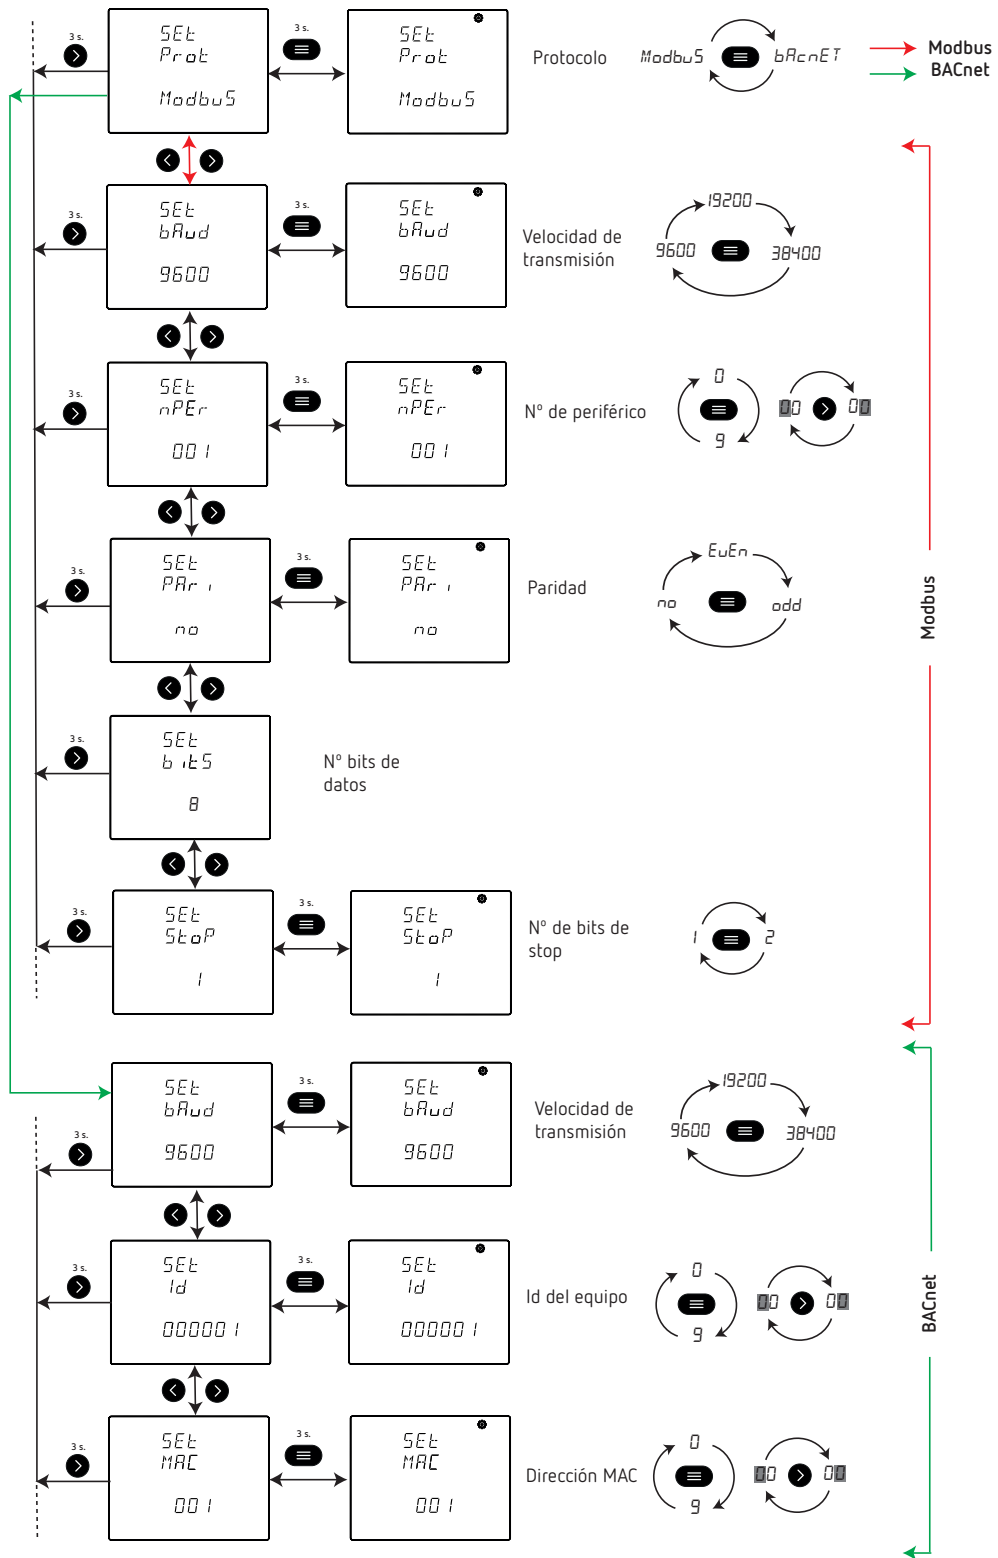 3 s.
SEt
Prot
ModbuS
3 s.
SEt
Prot
ModbuS
Protocolo
ModbuS
bAcnET
Modbus
BACnet
3 s.
SEt
bAud
9600
3 s.
SEt
bAud
9600
Velocidad de
transmisión
19200
9600
38400
3 s.
SEt
nPEr
001
3 s.
SEt
nPEr
001
Nº de periférico
0
9
00
00
3 s.
SEt
PAri
no
3 s.
SEt
PAri
no
Paridad
EvEn
no
odd
Modbus
3 s.
SEt
bitS
8
Nº bits de
datos
3 s.
SEt
StoP
1
3 s.
SEt
StoP
1
Nº de bits de
stop
1
2
3 s.
SEt
bAud
9600
3 s.
SEt
bAud
9600
Velocidad de
transmisión
19200
9600
38400
3 s.
SEt
Id
000001
3 s.
SEt
Id
000001
Id del equipo
0
9
00
00
BACnet
3 s.
SEt
MAC
001
3 s.
SEt
MAC
001
Dirección MAC
0
9
00
00